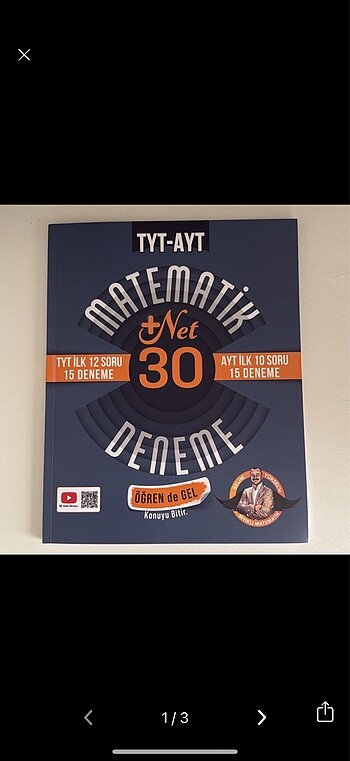 TYT-AYT
MATEMATİK
+Net
30
TYT İLK 12 SORU
15 DENEME
AYT İLK 10 SORU
15 DENEME
DENEME
ÖĞREN de GEL
Konuyu Bitir.
1 / 3